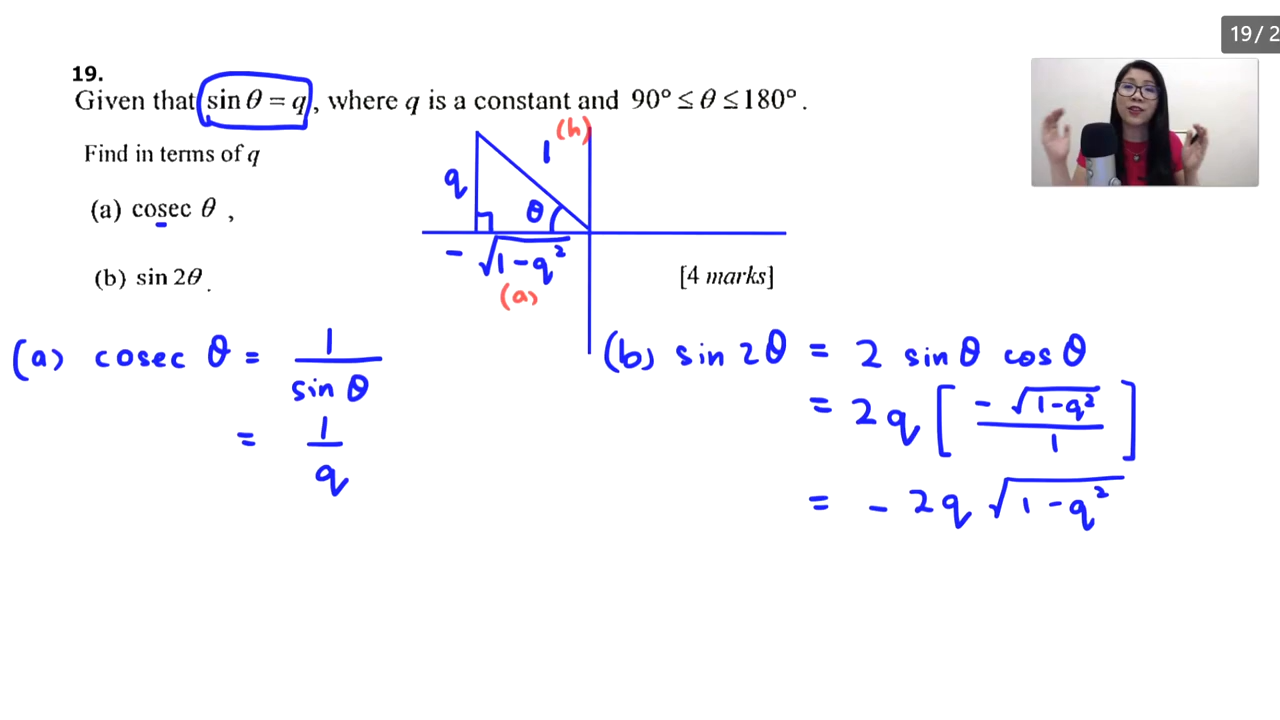 19 / 2
19.
Given that sin θ = q, where q is a constant and 90° ≤ θ ≤ 180°.
Find in terms of q
(a) cosec θ ,
(b) sin 2θ .
[4 marks]
(h)
1
q
θ
- √(1-q²)
(a)
(a) cosec θ = 1/sin θ
= 1/q
(b) sin 2θ = 2 sin θ cos θ
= 2q [ -√(1-q²)/1 ]
= - 2q √(1-q²)